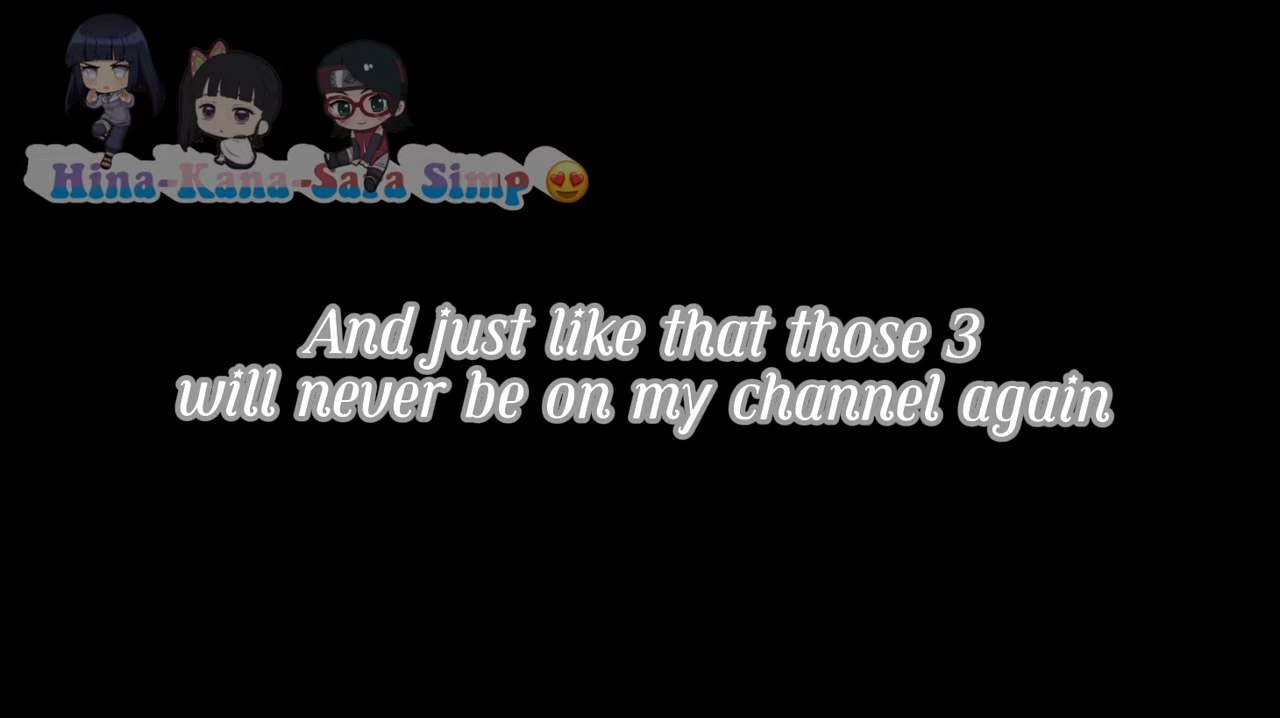 Hina-Kana-Sara Simp 😍
And just like that those 3
will never be on my channel again